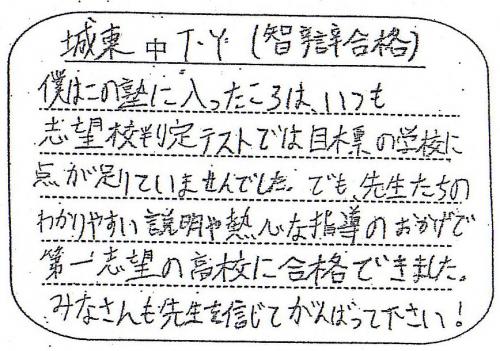 城東中 T.Y (智辯合格)
僕はこの塾に入ったころは、いつも
志望校判定テストでは目標の学校に
点が足りていませんでした。でも、先生たちの
わかりやすい説明や熱心な指導のおかげで
第一志望の高校に合格できました。
みなさんも先生を信じてがんばって下さい!